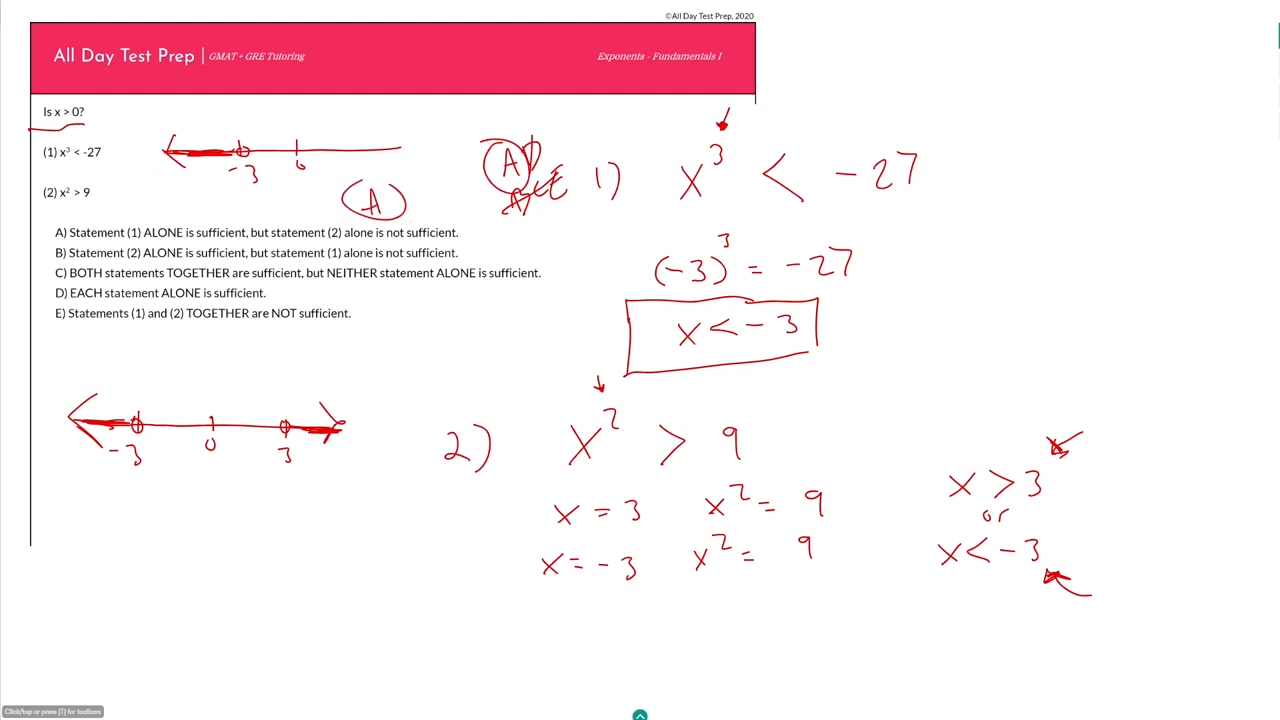 ©All Day Test Prep, 2020
All Day Test Prep | GMAT + GRE Tutoring
Exponents - Fundamentals I
Is x > 0?
(1) x³ < -27
(2) x² > 9
A) Statement (1) ALONE is sufficient, but statement (2) alone is not sufficient.
B) Statement (2) ALONE is sufficient, but statement (1) alone is not sufficient.
C) BOTH statements TOGETHER are sufficient, but NEITHER statement ALONE is sufficient.
D) EACH statement ALONE is sufficient.
E) Statements (1) and (2) TOGETHER are NOT sufficient.
-3 0
A
A D
1) x³ < -27
(-3)³ = -27
x < -3
-3 0 3
2) x² > 9
x = 3 x² = 9
x = -3 x² = 9
x > 3
or
x < -3
Click/tap or press [T] for toolbars